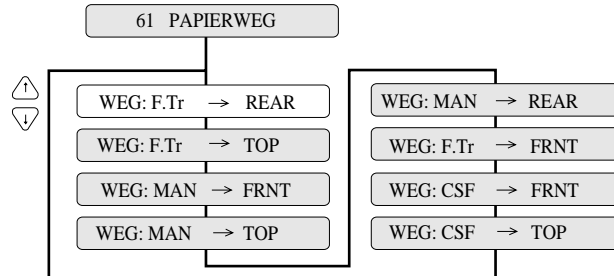 61 PAPIERWEG
↑
↓
WEG: F.Tr → REAR
WEG: F.Tr → TOP
WEG: MAN → FRNT
WEG: MAN → TOP
WEG: MAN → REAR
WEG: F.Tr → FRNT
WEG: CSF → FRNT
WEG: CSF → TOP